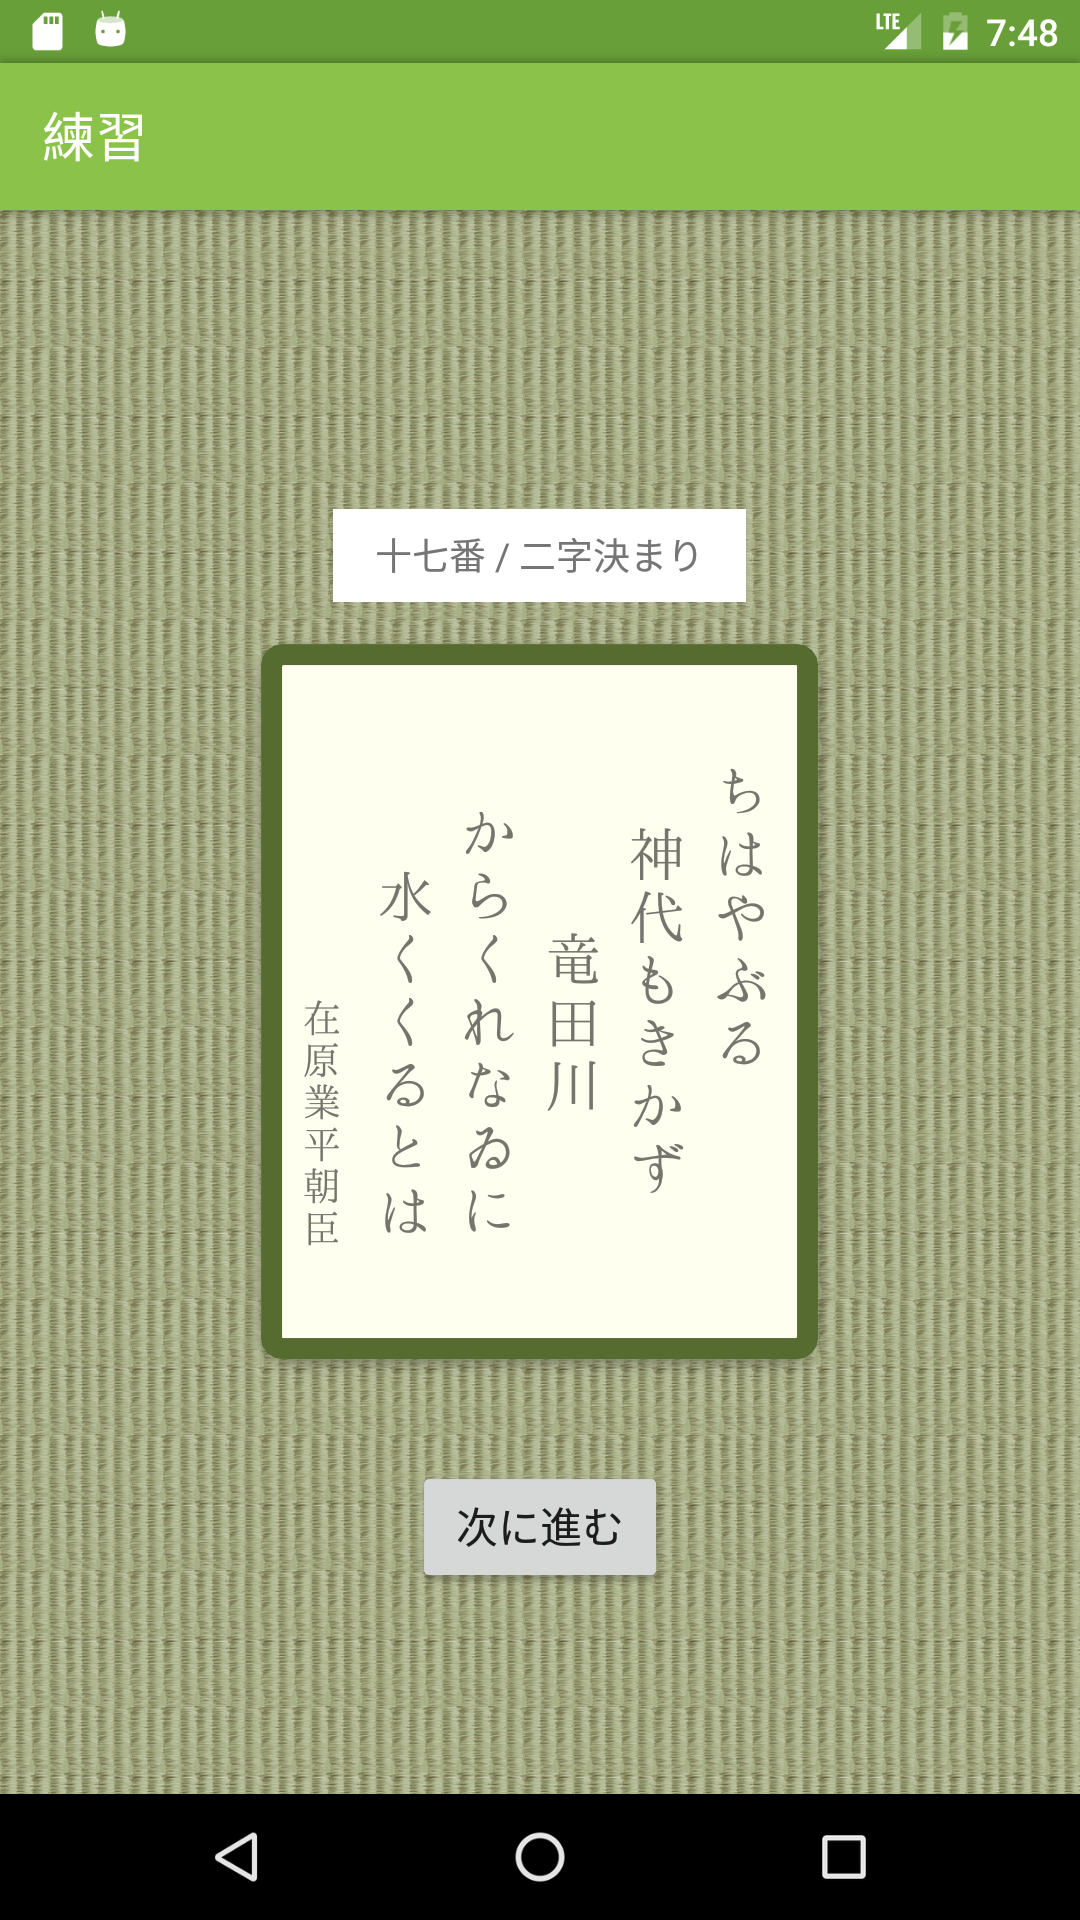 LTE 7:48
練習
十七番 / 二字決まり
ちはやぶる
神代もきかず
竜田川
からくれなゐに
水くくるとは
在原業平朝臣
次に進む